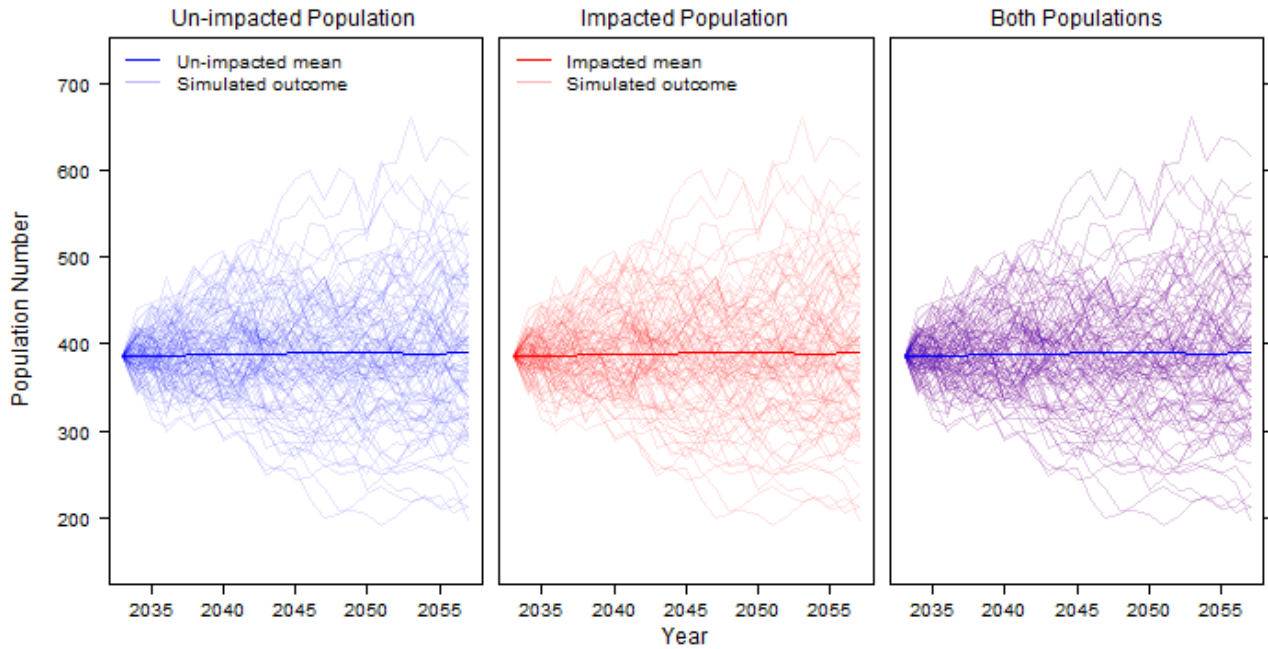 Un-impacted Population
Impacted Population
Both Populations
Un-impacted mean
Simulated outcome
Impacted mean
Simulated outcome
Population Number
700
600
500
400
300
200
2035 2040 2045 2050 2055
2035 2040 2045 2050 2055
2035 2040 2045 2050 2055
Year